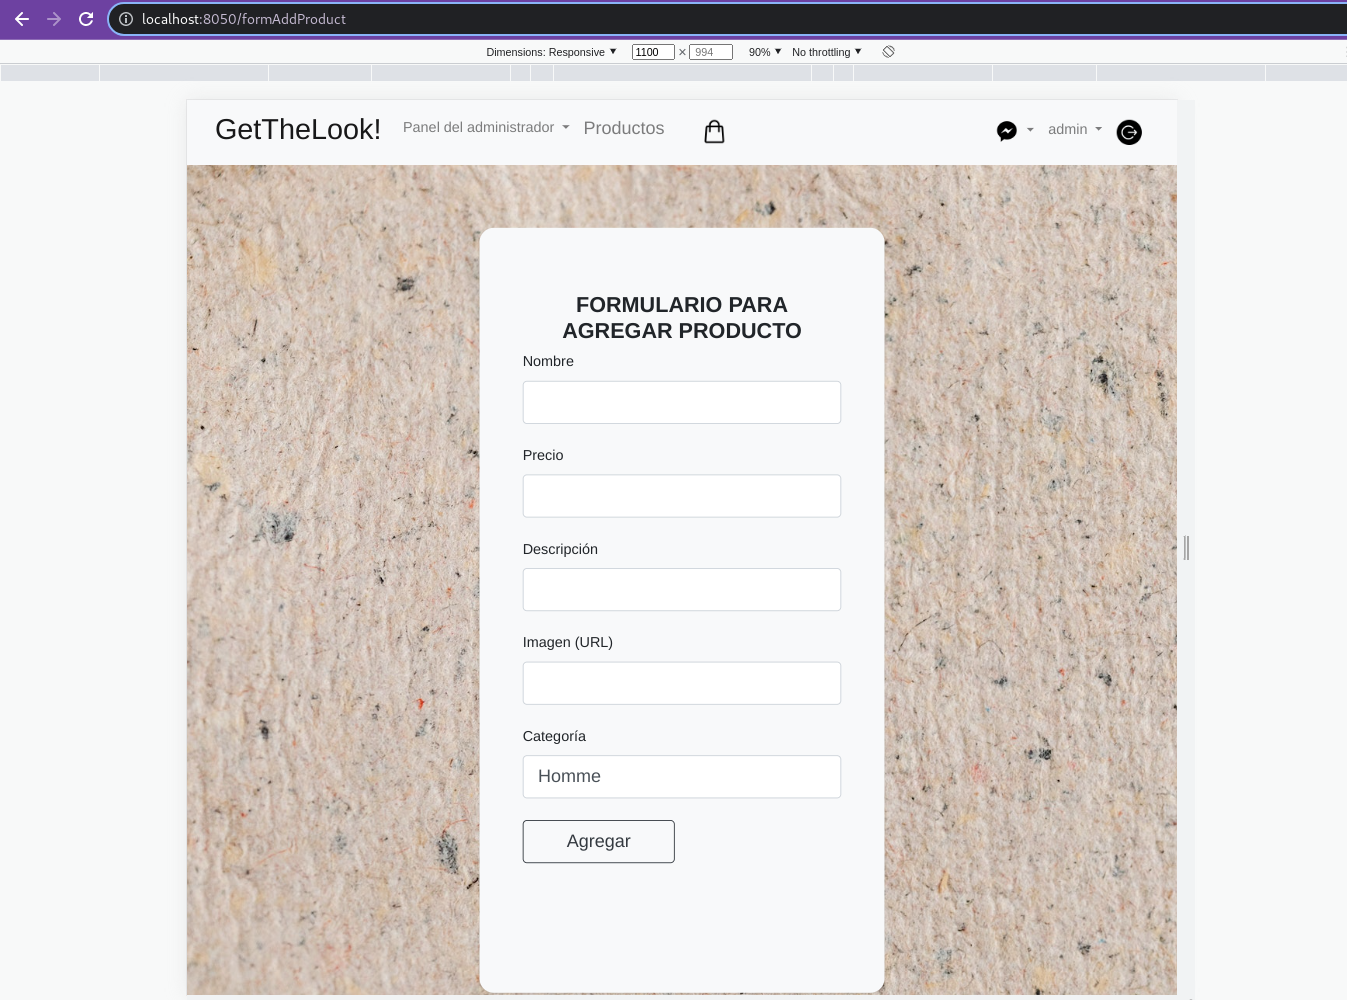 localhost:8050/formAddProduct
Dimensions: Responsive 1100 × 994 90% No throttling
GetTheLook! Panel del administrador Productos admin
FORMULARIO PARA
AGREGAR PRODUCTO
Nombre
Precio
Descripción
Imagen (URL)
Categoría
Homme
Agregar